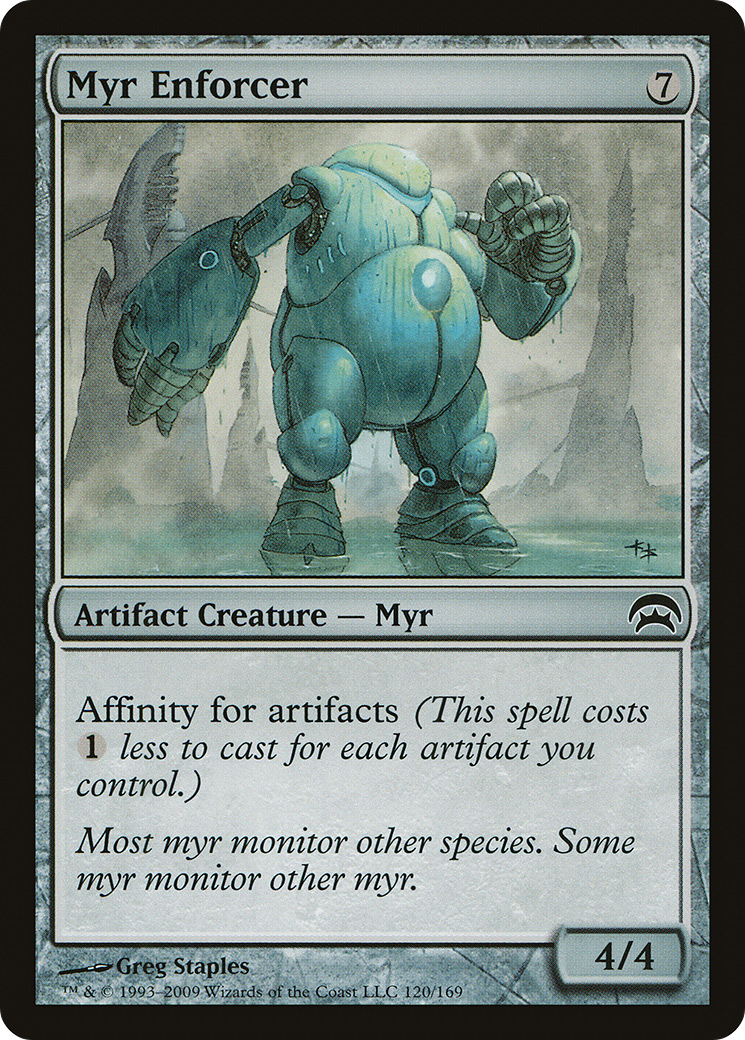 Myr Enforcer 7
Artifact Creature — Myr
Affinity for artifacts (This spell costs
1 less to cast for each artifact you
control.)
Most myr monitor other species. Some
myr monitor other myr.
4/4
Greg Staples
™ & © 1993–2009 Wizards of the Coast LLC 120/169